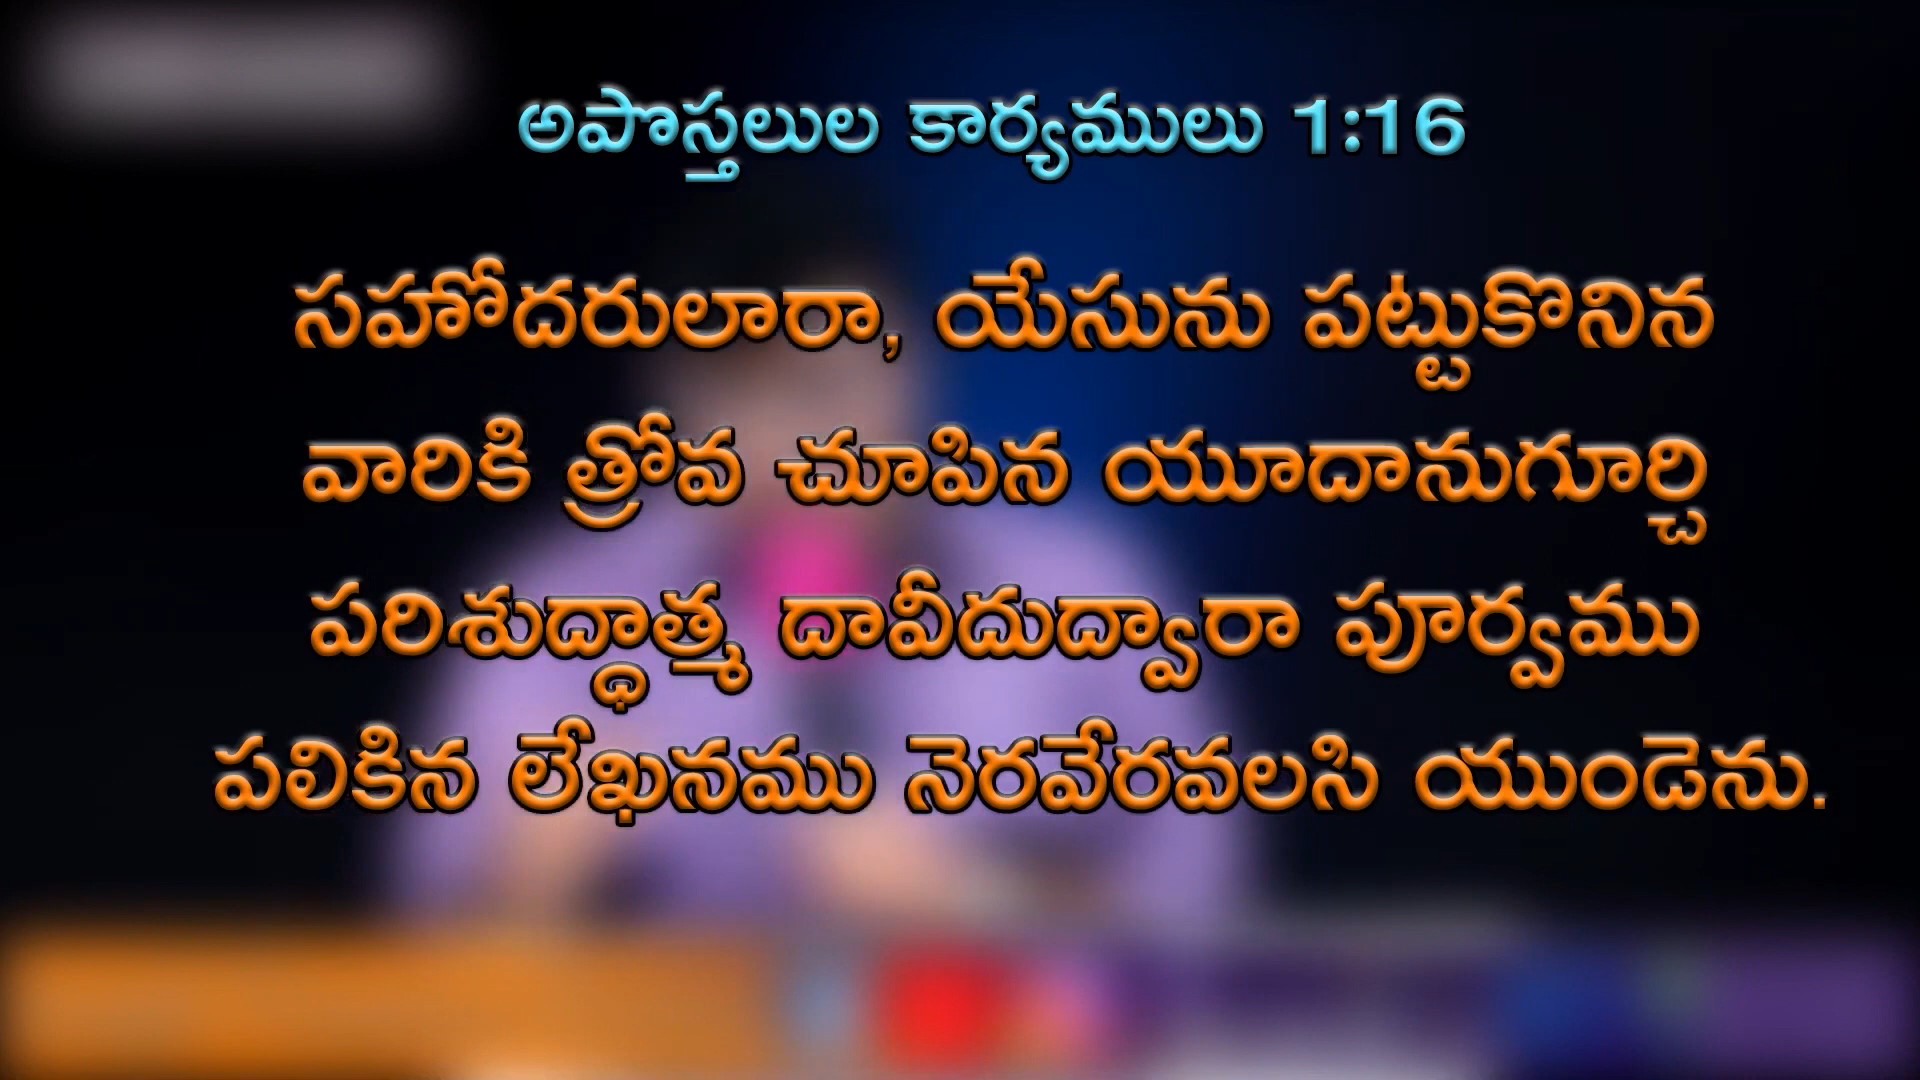 అపొస్తలుల కార్యములు 1:16
సహోదరులారా, యేసును పట్టుకొనిన
వారికి త్రోవ చూపిన యూదానుగూర్చి
పరిశుద్ధాత్మ దావీదుద్వారా పూర్వము
పలికిన లేఖనము నెరవేరవలసి యుండెను.